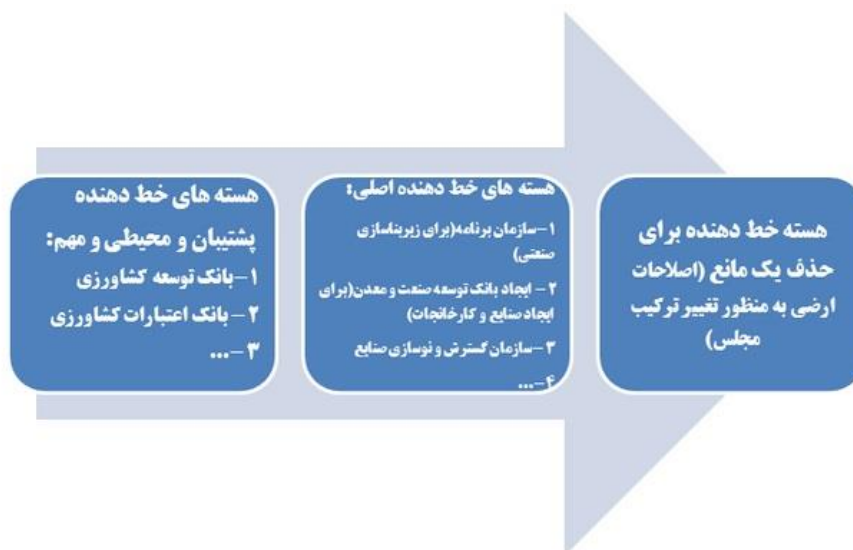 هسته خط دهنده برای
حذف یک مانع (اصلاحات
ارضی به منظور تغییر ترکیب
مجلس)
هسته های خط دهنده اصلی:
۱-سازمان برنامه(برای زیربناسازی
صنعتی)
۲- ایجاد بانک توسعه صنعت و معدن(برای
ایجاد صنایع و کارخانجات)
۳-سازمان گسترش و نوسازی صنایع
۴-...
هسته های خط دهنده
پشتیبان و محیطی و مهم:
۱-بانک توسعه کشاورزی
۲- بانک اعتبارات کشاورزی
۳-...